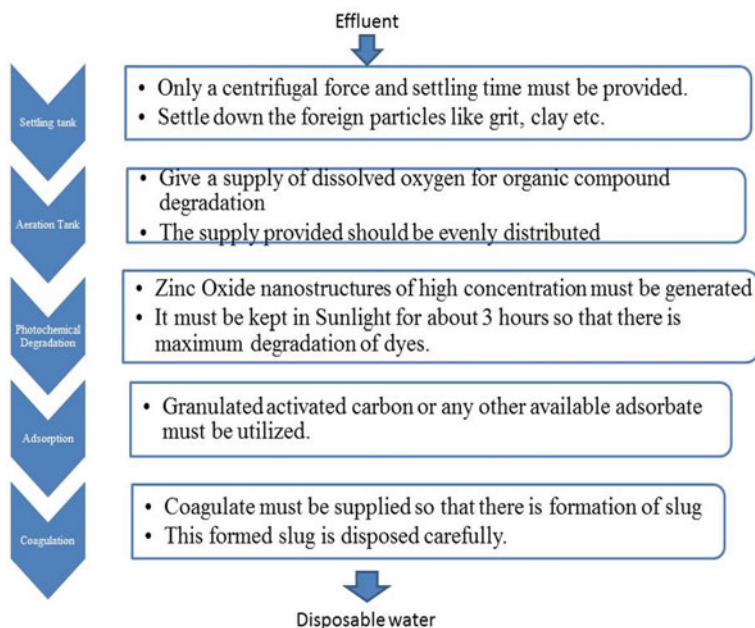 Effluent
Settling tank
• Only a centrifugal force and settling time must be provided.
• Settle down the foreign particles like grit, clay etc.
Aeration Tank
• Give a supply of dissolved oxygen for organic compound
degradation
• The supply provided should be evenly distributed
Photochemical
Degradation
• Zinc Oxide nanostructures of high concentration must be generated
• It must be kept in Sunlight for about 3 hours so that there is
maximum degradation of dyes.
Adsorption
• Granulated activated carbon or any other available adsorbate
must be utilized.
Coagulation
• Coagulate must be supplied so that there is formation of slug
• This formed slug is disposed carefully.
Disposable water